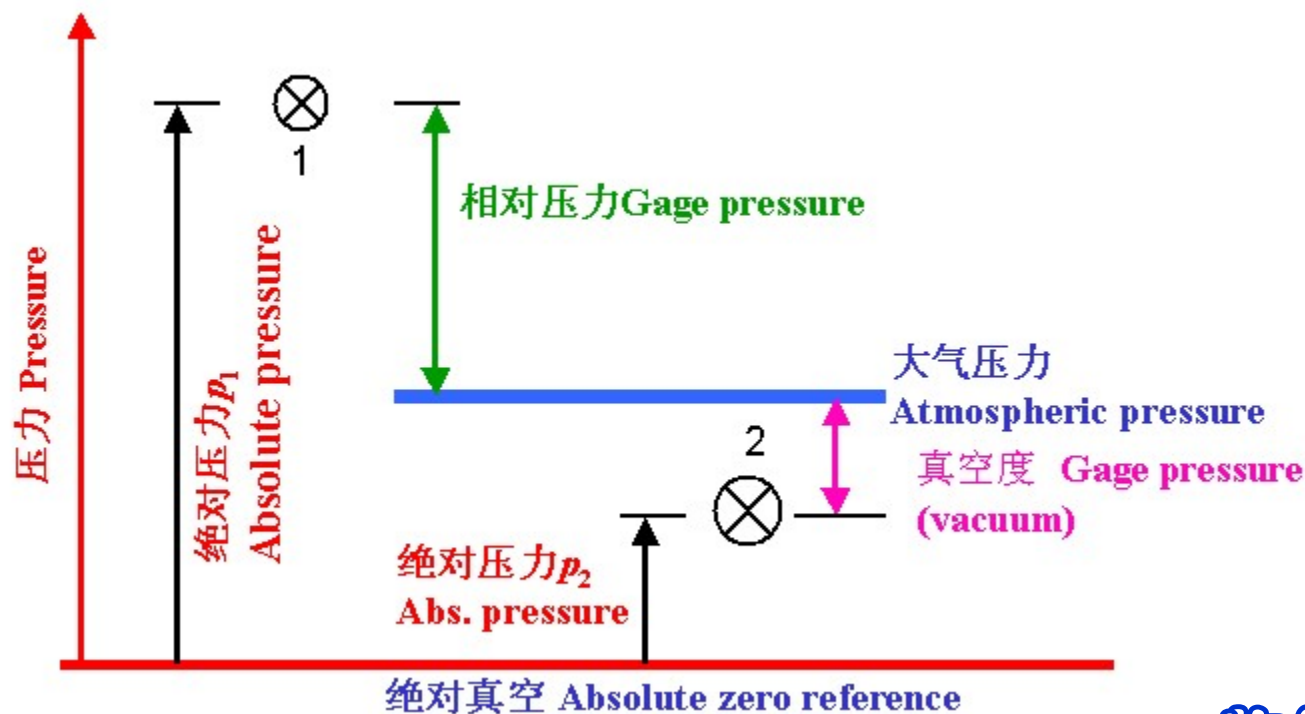 1
相对压力Gage pressure
压力 Pressure
绝对压力p₁
Absolute pressure
大气压力
Atmospheric pressure
2
真空度 Gage pressure
(vacuum)
绝对压力p₂
Abs. pressure
绝对真空 Absolute zero reference